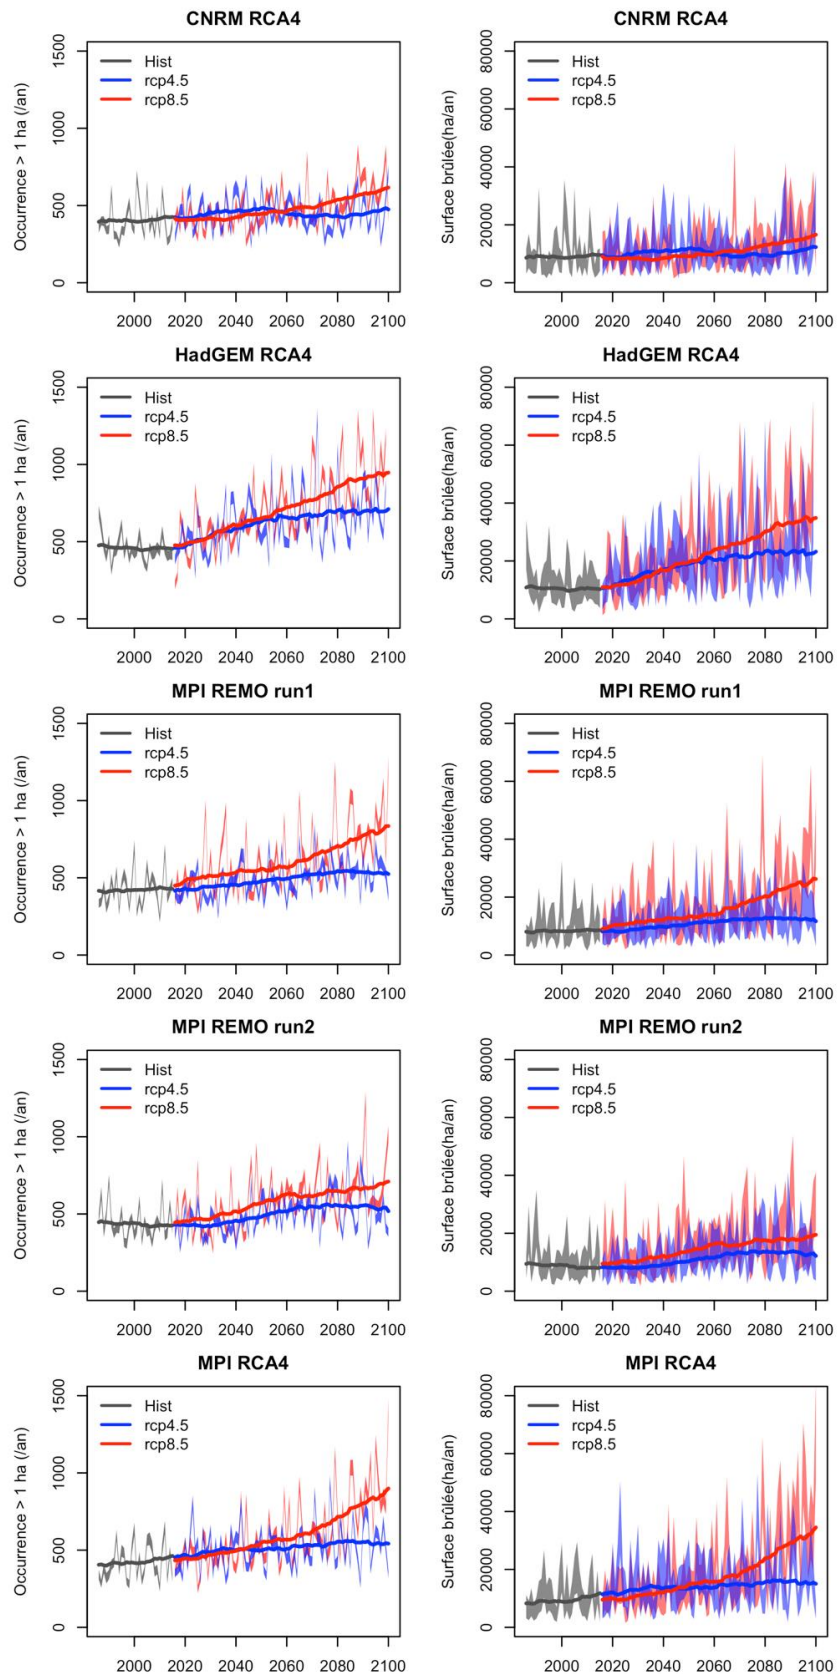 CNRM RCA4
Occurrence > 1 ha (/an)
0 500 1000 1500
Hist
rcp4.5
rcp8.5
2000 2020 2040 2060 2080 2100
CNRM RCA4
Surface brûlée(ha/an)
0 20000 40000 60000 80000
Hist
rcp4.5
rcp8.5
2000 2020 2040 2060 2080 2100
HadGEM RCA4
Occurrence > 1 ha (/an)
0 500 1000 1500
Hist
rcp4.5
rcp8.5
2000 2020 2040 2060 2080 2100
HadGEM RCA4
Surface brûlée(ha/an)
0 20000 40000 60000 80000
Hist
rcp4.5
rcp8.5
2000 2020 2040 2060 2080 2100
MPI REMO run1
Occurrence > 1 ha (/an)
0 500 1000 1500
Hist
rcp4.5
rcp8.5
2000 2020 2040 2060 2080 2100
MPI REMO run1
Surface brûlée(ha/an)
0 20000 40000 60000 80000
Hist
rcp4.5
rcp8.5
2000 2020 2040 2060 2080 2100
MPI REMO run2
Occurrence > 1 ha (/an)
0 500 1000 1500
Hist
rcp4.5
rcp8.5
2000 2020 2040 2060 2080 2100
MPI REMO run2
Surface brûlée(ha/an)
0 20000 40000 60000 80000
Hist
rcp4.5
rcp8.5
2000 2020 2040 2060 2080 2100
MPI RCA4
Occurrence > 1 ha (/an)
0 500 1000 1500
Hist
rcp4.5
rcp8.5
2000 2020 2040 2060 2080 2100
MPI RCA4
Surface brûlée(ha/an)
0 20000 40000 60000 80000
Hist
rcp4.5
rcp8.5
2000 2020 2040 2060 2080 2100